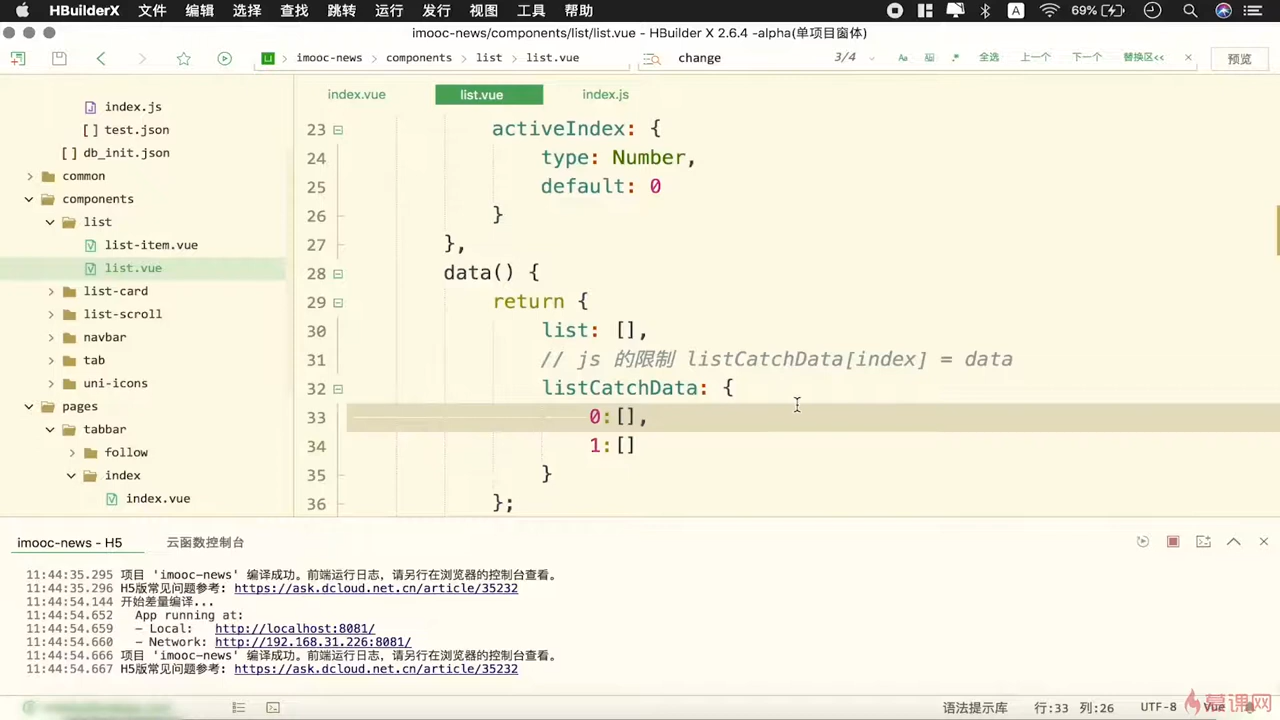 HBuilderX 文件 编辑 选择 查找 跳转 运行 发行 视图 工具 帮助 A 69%
imooc-news/components/list/list.vue - HBuilder X 2.6.4 -alpha(单项目窗体)
imooc-news components list list.vue change 3/4 Aa .* 全选 上一个 下一个 替换区<< 预览
index.vue list.vue index.js
index.js
[ ] test.json
[ ] db_init.json
common
components
list
list-item.vue
list.vue
list-card
list-scroll
navbar
tab
uni-icons
pages
tabbar
follow
index
index.vue
23 activeIndex: {
24 type: Number,
25 default: 0
26 }
27 },
28 data() {
29 return {
30 list: [],
31 // js 的限制 listCatchData[index] = data
32 listCatchData: {
33 0:[],
34 1:[]
35 }
36 };
imooc-news - H5 云函数控制台
11:44:35.295 项目 'imooc-news' 编译成功。前端运行日志，请另行在浏览器的控制台查看。
11:44:35.296 H5版常见问题参考: https://ask.dcloud.net.cn/article/35232
11:44:54.144 开始差量编译...
11:44:54.652 App running at:
11:44:54.659 - Local: http://localhost:8081/
11:44:54.660 - Network: http://192.168.31.226:8081/
11:44:54.666 项目 'imooc-news' 编译成功。前端运行日志，请另行在浏览器的控制台查看。
11:44:54.667 H5版常见问题参考: https://ask.dcloud.net.cn/article/35232
语法提示库 行:33 列:26 UTF-8 Vue
慕课网